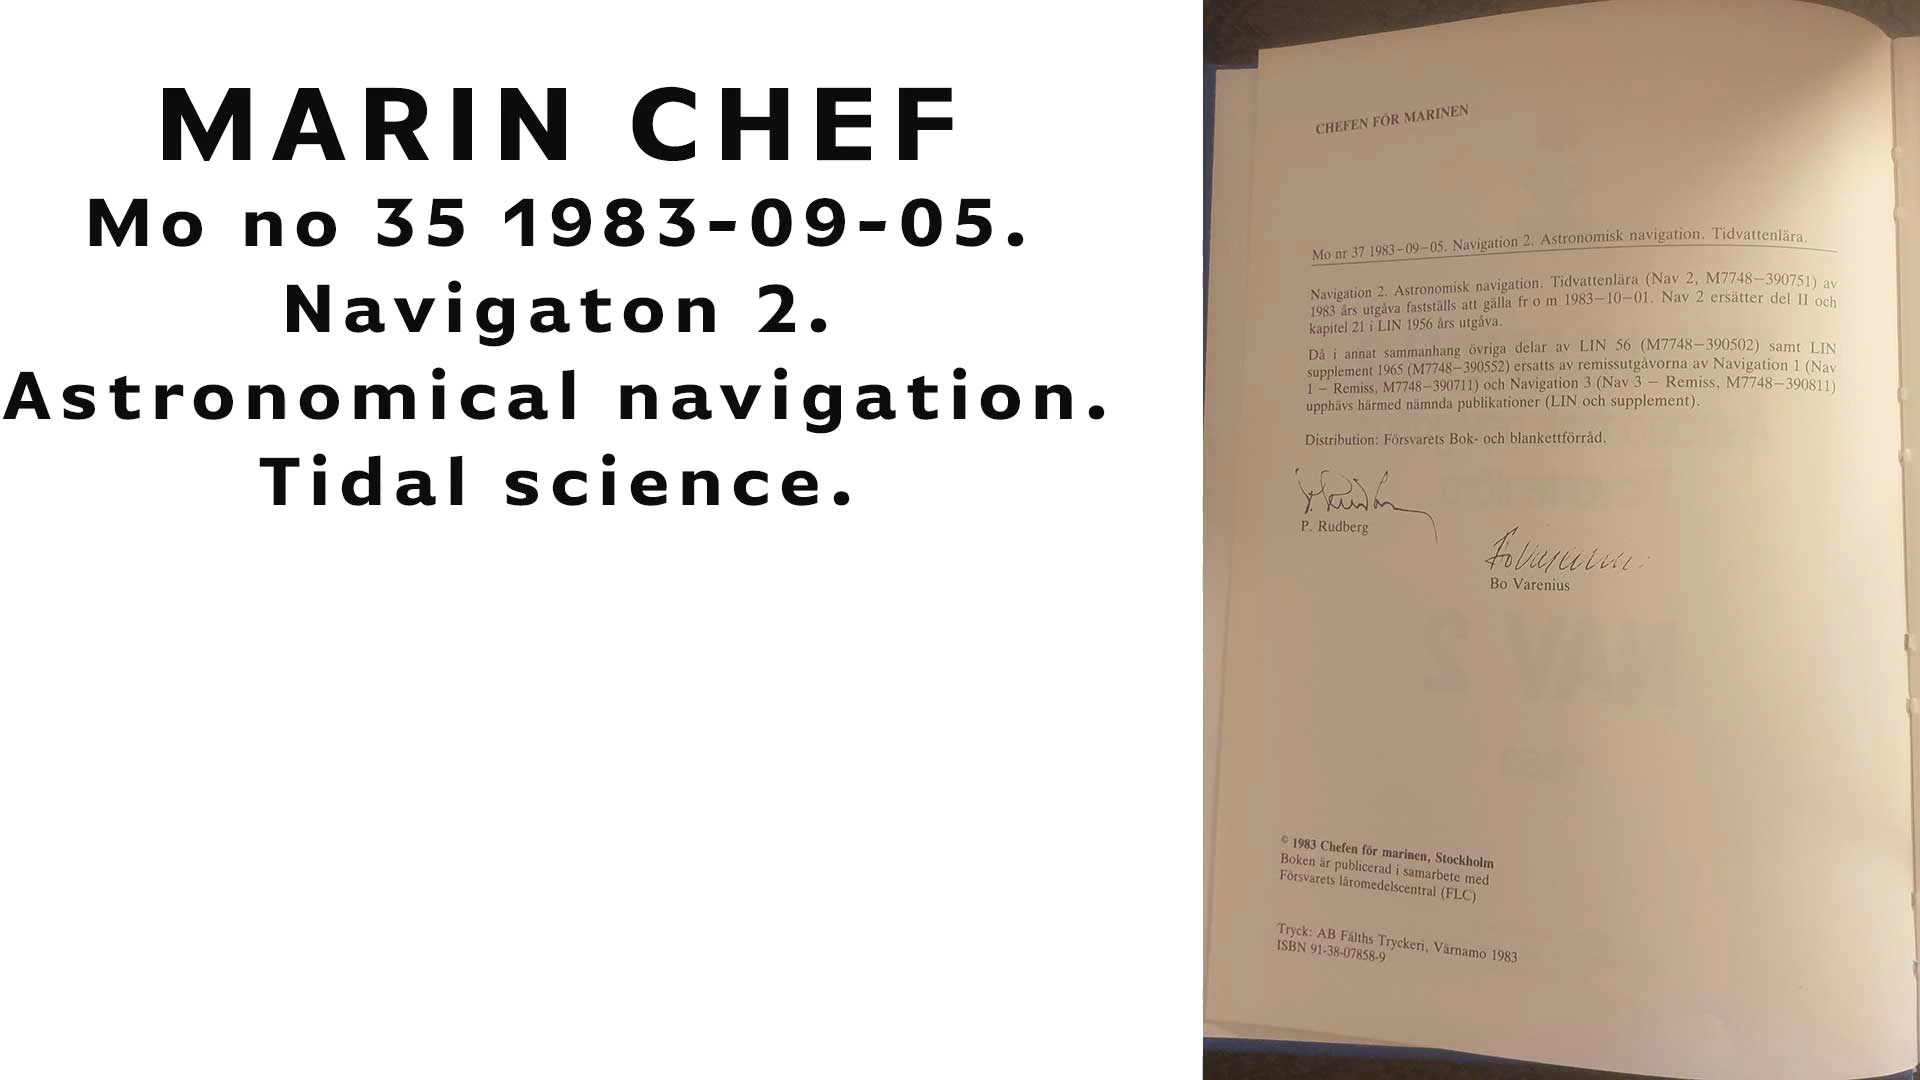 MARIN CHEF
Mo no 35 1983-09-05.
Navigaton 2.
Astronomical navigation.
Tidal science.
CHEFEN FÖR MARINEN
Mo nr 37 1983-09-05. Navigation 2. Astronomisk navigation. Tidvattenlära.
Navigation 2. Astronomisk navigation. Tidvattenlära (Nav 2, M7748-390751) av
1983 års utgåva fastställs att gälla fr o m 1983-10-01. Nav 2 ersätter del II och
kapitel 21 i LIN 1956 års utgåva.
Då i annat sammanhang övriga delar av LIN 56 (M7748-390502) samt LIN
supplement 1965 (M7748-390552) ersatts av remissutgåvorna av Navigation 1 (Nav
1 – Remiss, M7748-390711) och Navigation 3 (Nav 3 – Remiss, M7748-390811)
upphävs härmed nämnda publikationer (LIN och supplement).
Distribution: Försvarets Bok- och blankettförråd.
P. Rudberg
Bo Varenius
NAV 2
© 1983 Chefen för marinen, Stockholm
Boken är publicerad i samarbete med
Försvarets läromedelscentral (FLC)
Tryck: AB Fälths Tryckeri, Värnamo 1983
ISBN 91-38-07858-9